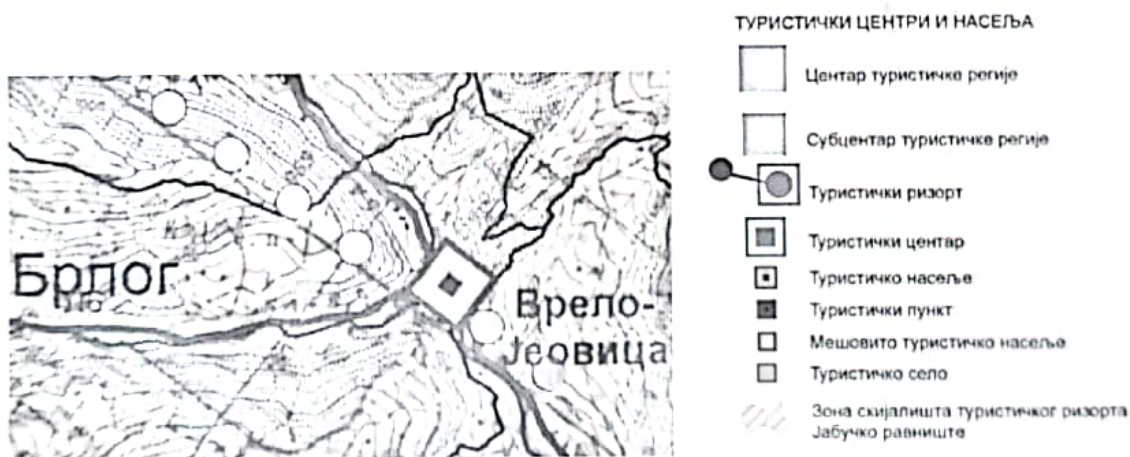 Брлог
Врело-
Јеовица
ТУРИСТИЧКИ ЦЕНТРИ И НАСЕЉА
Центар туристичке регије
Субцентар туристичке регије
Туристички ризорт
Туристички центар
Туристичко насеље
Туристички пункт
Мешовито туристичко насеље
Туристичко село
Зона скијалишта туристичког ризорта
Јабучко равниште